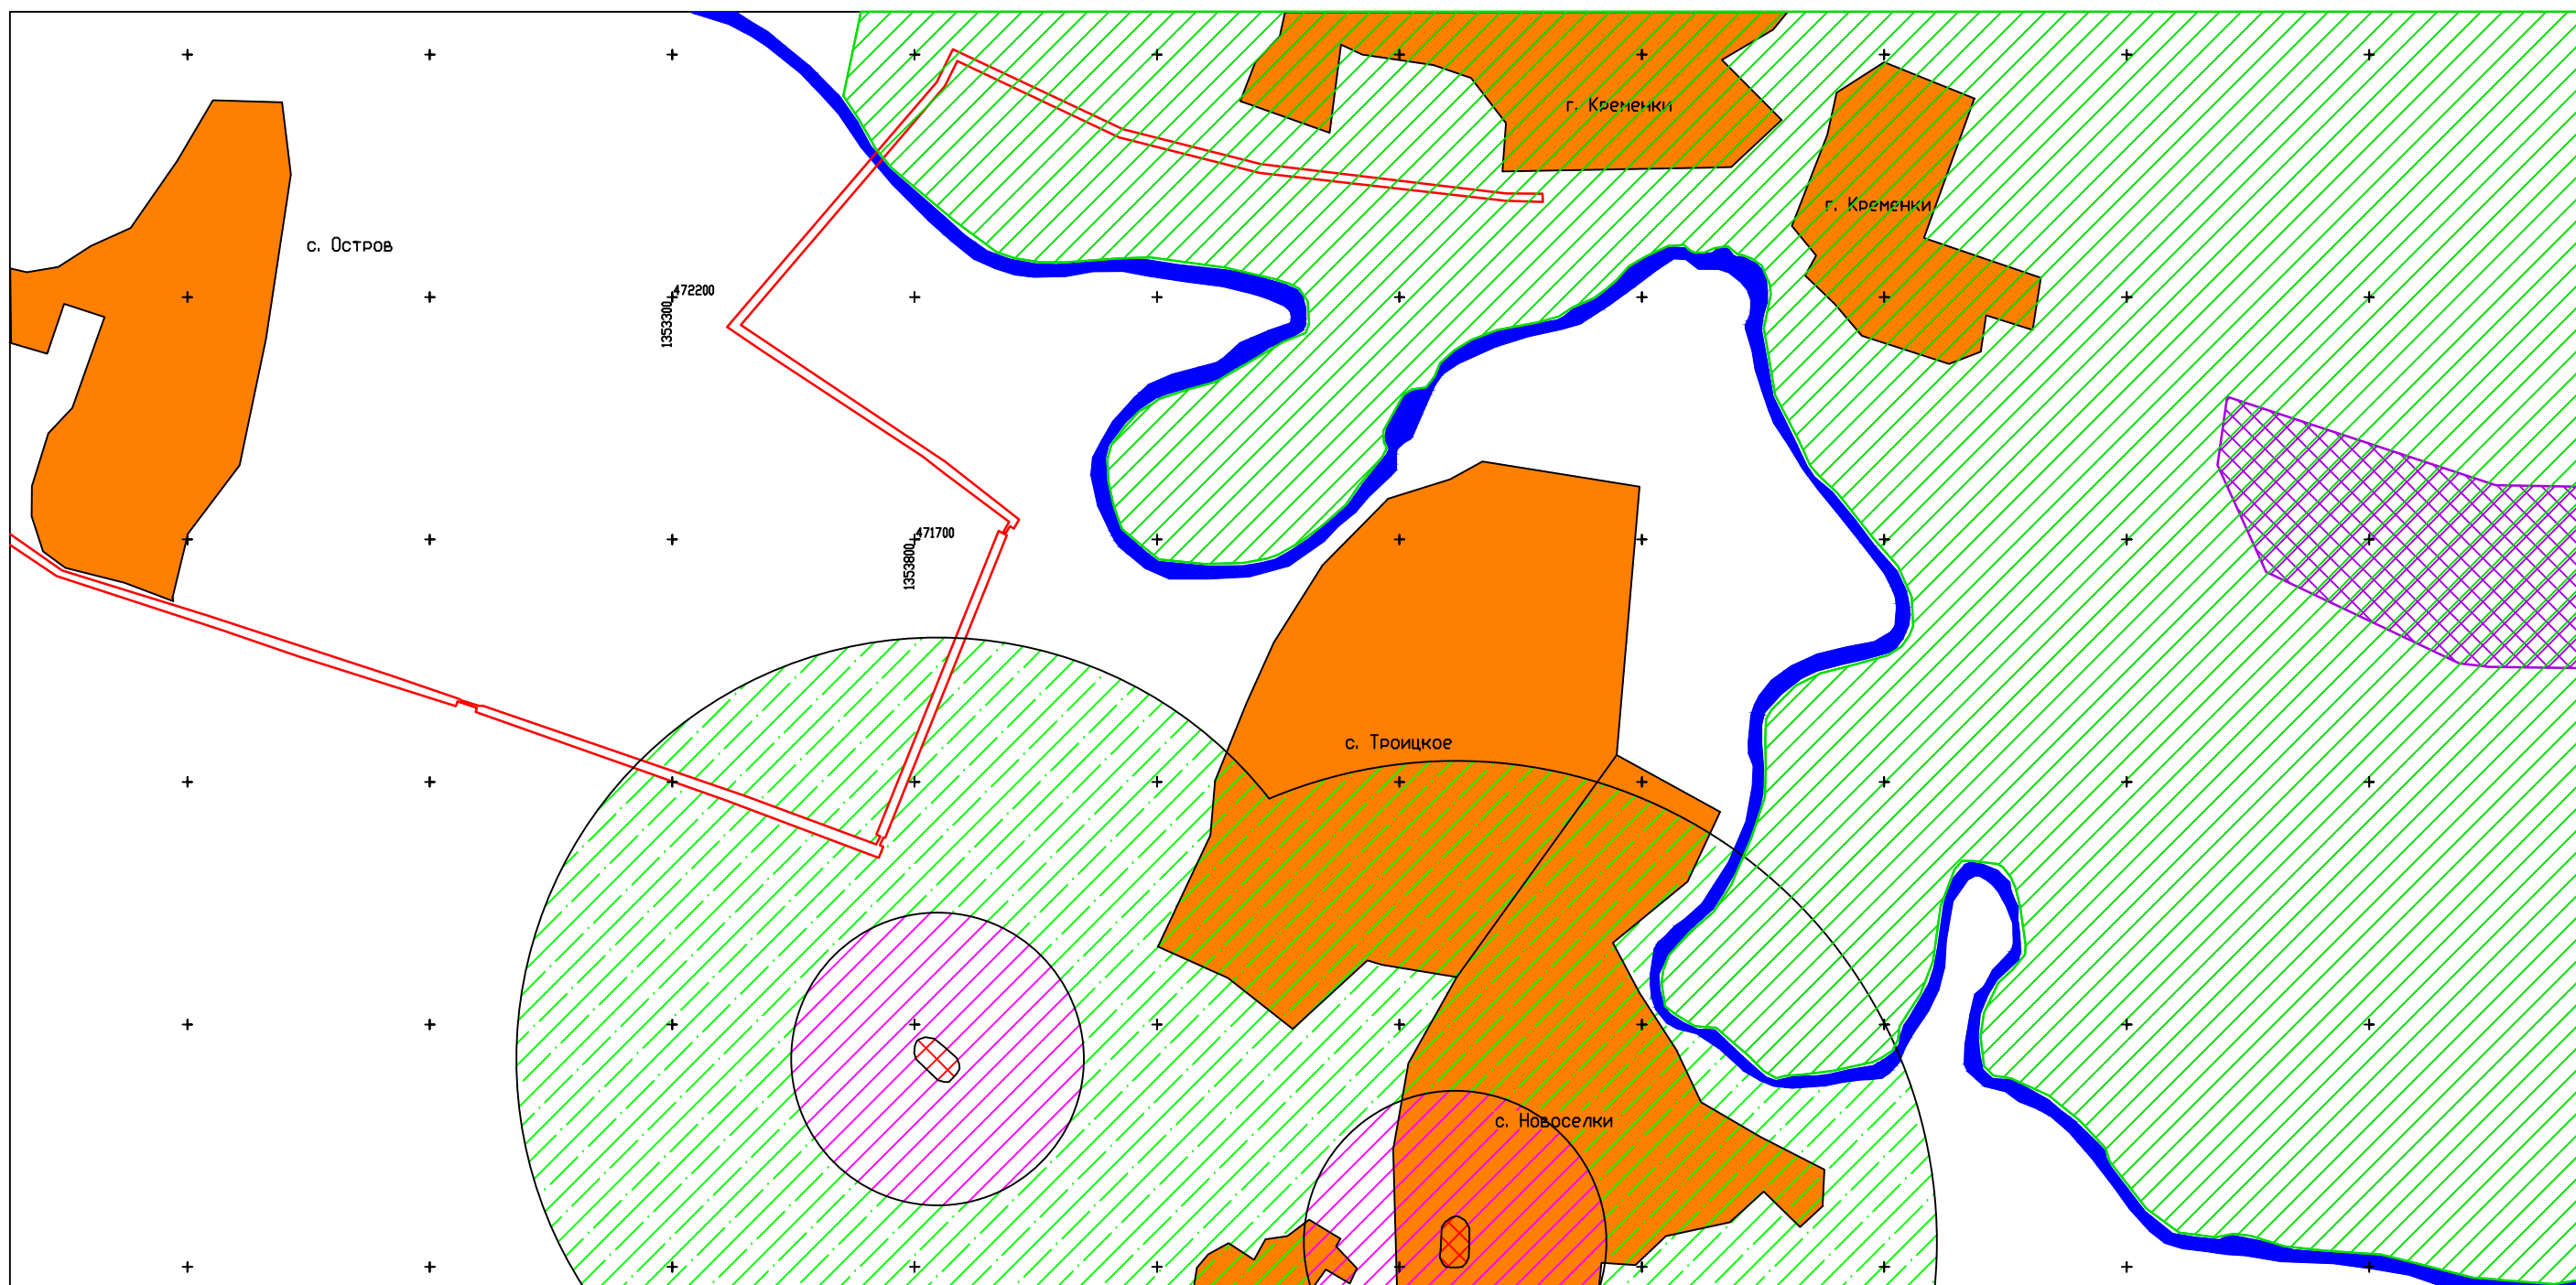 г. Кременки
г. Кременки
с. Остров
472200
1353300
471700
1353800
с. Троицкое
с. Новоселки